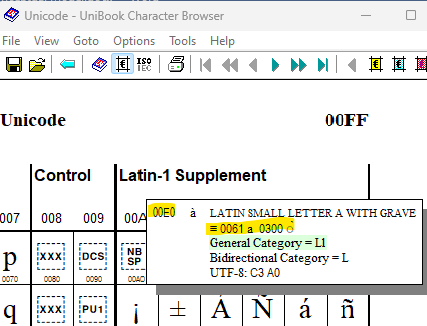 Unicode - UniBook Character Browser
File View Goto Options Tools Help
ISO
TEC
Unicode 00FF
Control Latin-1 Supplement
007 008 009 00A
00E0 à LATIN SMALL LETTER A WITH GRAVE
≡ 0061 a 0300 ̀
General Category = Ll
Bidirectional Category = L
UTF-8: C3 A0
p XXX DCS NB
SP
0070 0080 0090 00A0
q XXX PU1 ¡ ± Á Ñ á ñ